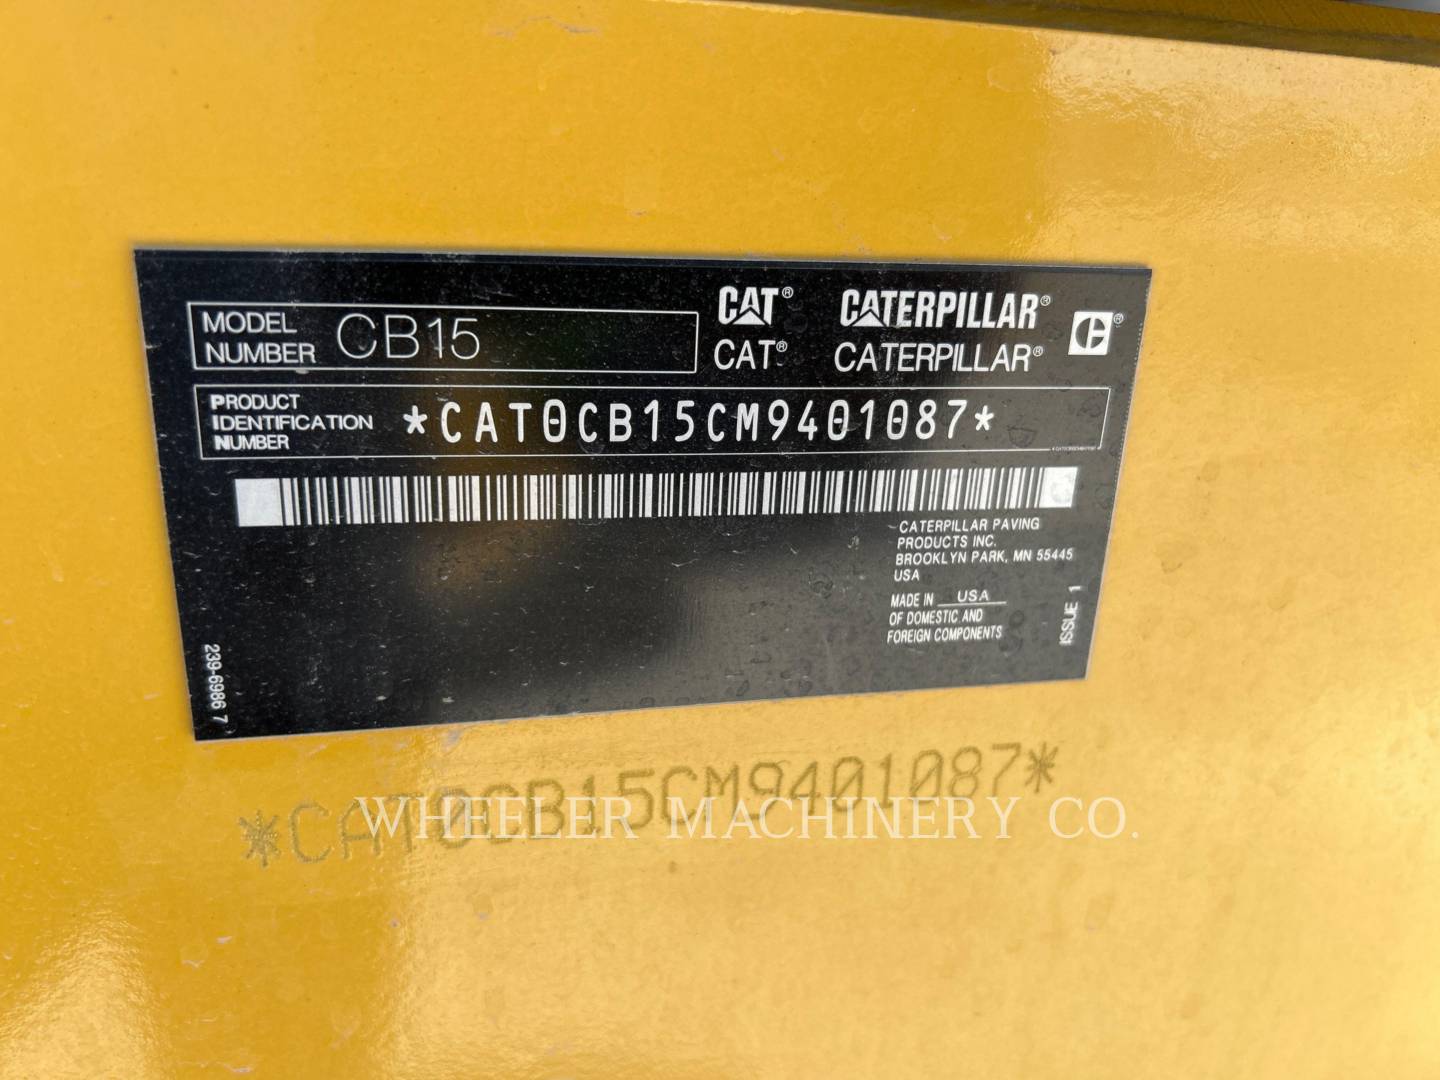 MODEL
NUMBER CB15
CAT® CATERPILLAR®
CAT® CATERPILLAR®
PRODUCT
IDENTIFICATION
NUMBER *CAT0CB15CM9401087*
CATERPILLAR PAVING
PRODUCTS INC.
BROOKLYN PARK, MN 55445
USA
MADE IN USA
OF DOMESTIC AND
FOREIGN COMPONENTS
ISSUE 1
239-6986 7
*CAT0CB15CM9401087*
WHEELER MACHINERY CO.